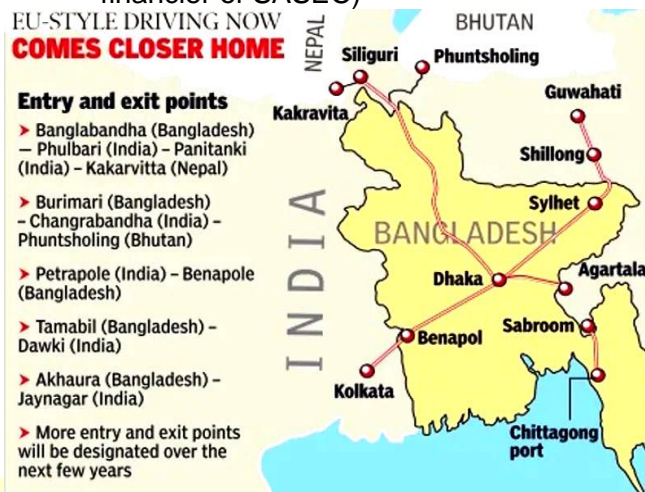 financier of SASEC)
EU-STYLE DRIVING NOW
COMES CLOSER HOME
Entry and exit points
➤ Banglabandha (Bangladesh)
– Phulbari (India) – Panitanki
(India) – Kakarvitta (Nepal)
➤ Burimari (Bangladesh)
– Changrabandha (India) –
Phuntsholing (Bhutan)
➤ Petrapole (India) – Benapole
(Bangladesh)
➤ Tamabil (Bangladesh) –
Dawki (India)
➤ Akhaura (Bangladesh) –
Jaynagar (India)
➤ More entry and exit points
will be designated over the
next few years
NEPAL
BHUTAN
Siliguri
Phuntsholing
Kakravita
Guwahati
Shillong
Sylhet
INDIA
BANGLADESH
Dhaka
Agartala
Sabroom
Benapol
Kolkata
Chittagong
port